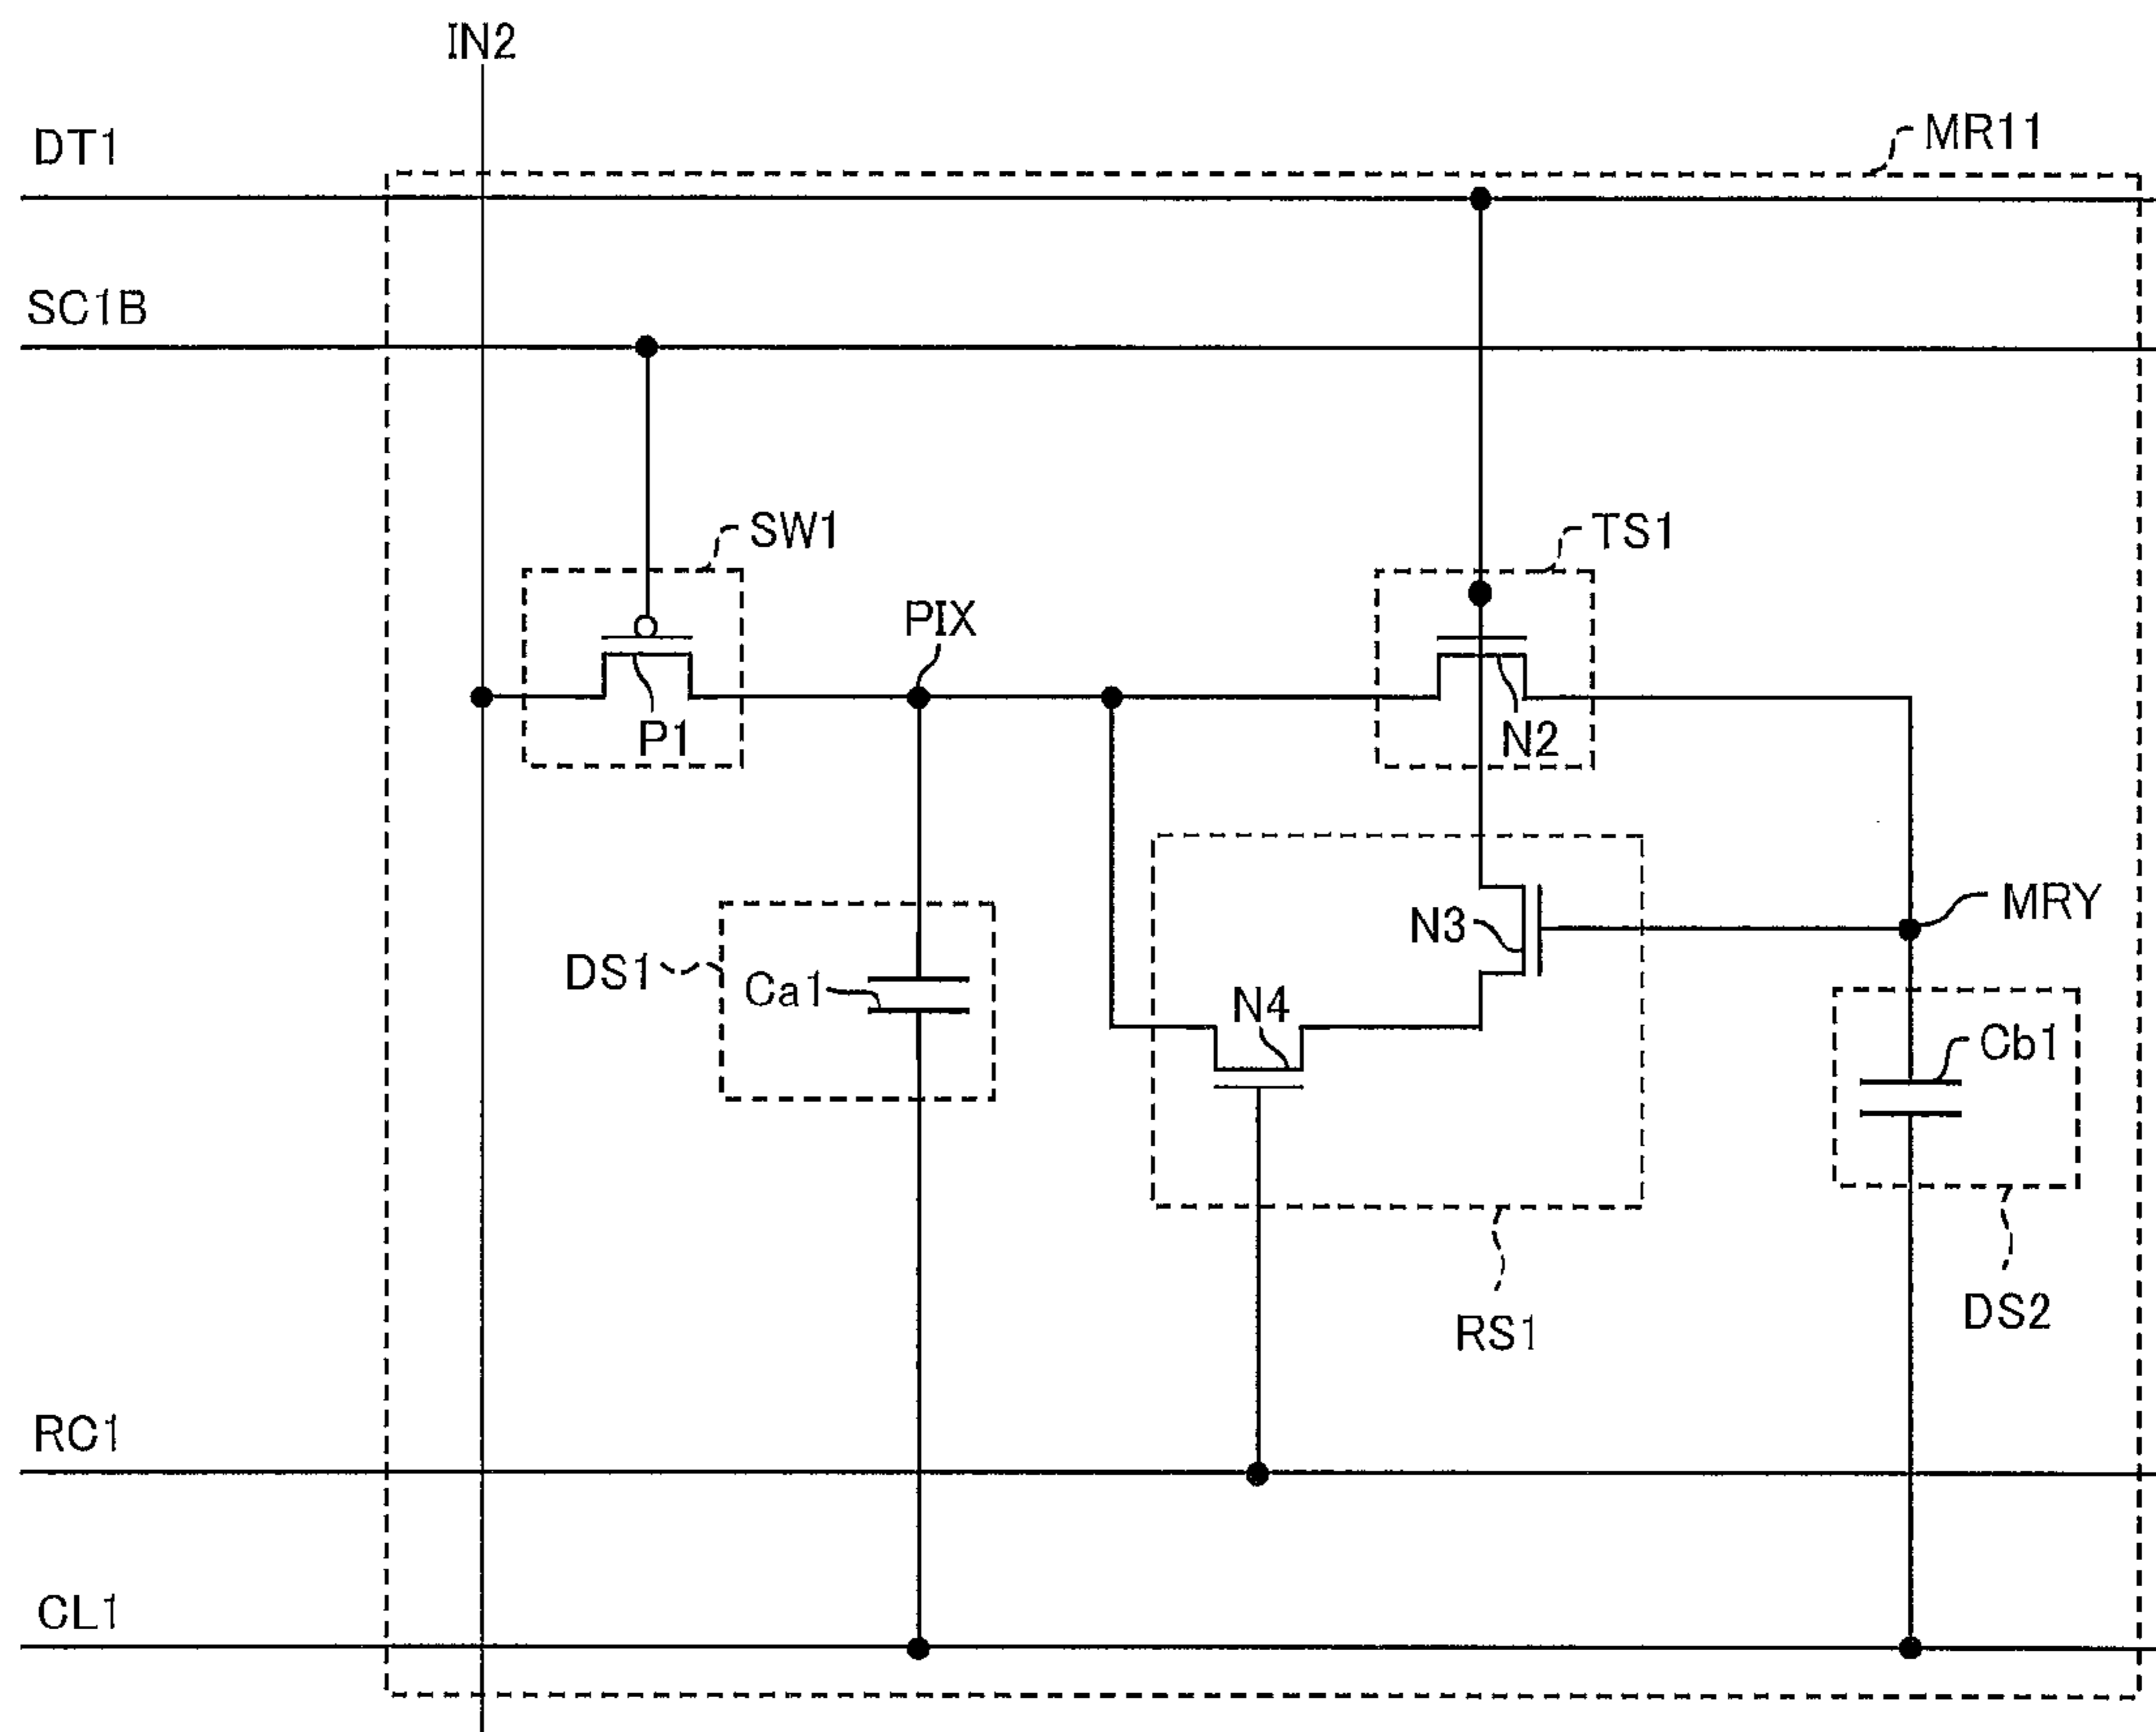 IN2
DT1
MR11
SC1B
SW1
TS1
PIX
P1
N2
N3
MRY
DS1
Ca1
N4
Cb1
DS2
RS1
RC1
CL1